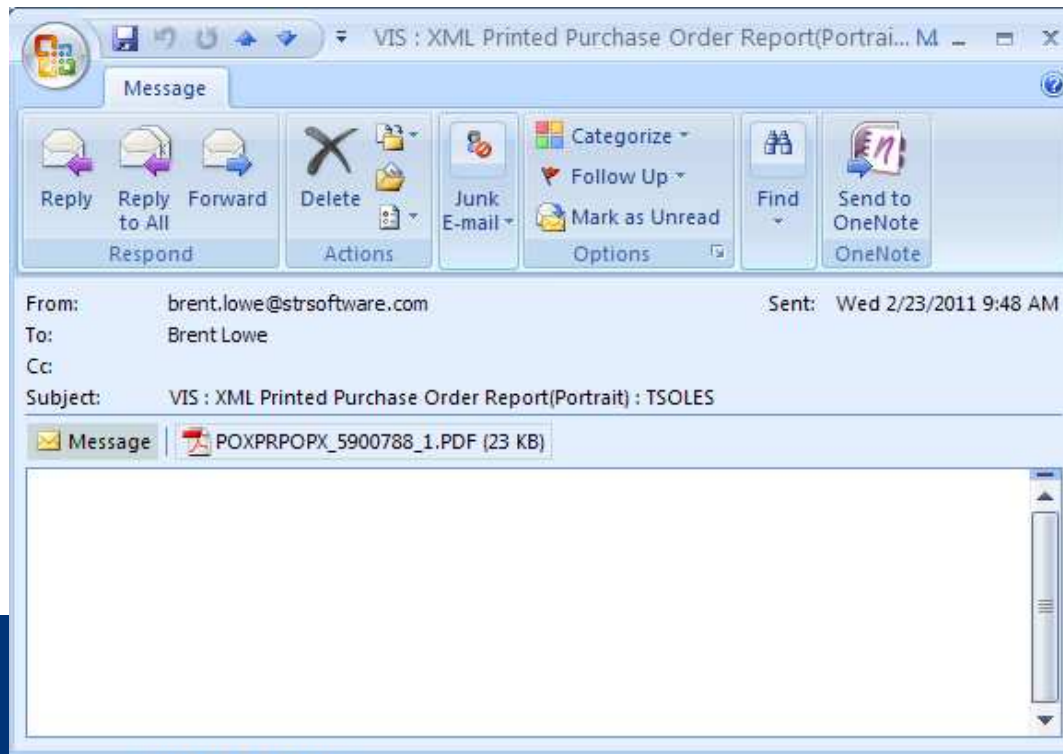 VIS : XML Printed Purchase Order Report(Portrai... M
Message
Reply
Reply to All
Forward
Delete
Junk E-mail
Categorize
Follow Up
Mark as Unread
Find
Send to OneNote
Respond
Actions
Options
OneNote
From: brent.lowe@strsoftware.com Sent: Wed 2/23/2011 9:48 AM
To: Brent Lowe
Cc:
Subject: VIS : XML Printed Purchase Order Report(Portrait) : TSOLES
Message POXPRPOPX_5900788_1.PDF (23 KB)